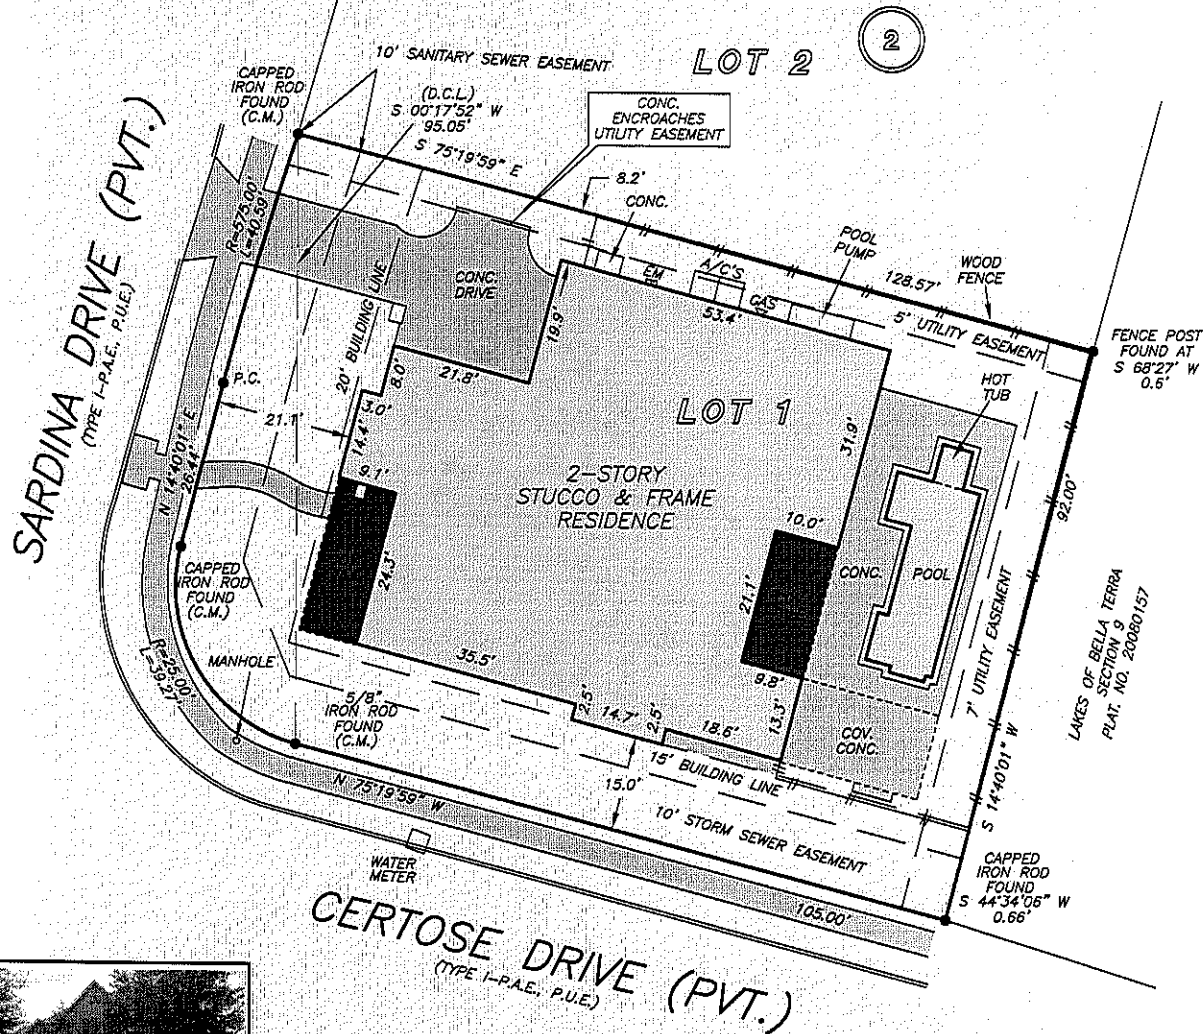 LOT 2
2
10' SANITARY SEWER EASEMENT
CAPPED
IRON ROD
FOUND
(C.M.)
(D.C.L.)
S 00°17'52" W
95.05'
S 75°19'59" E
CONC.
ENCROACHES
UTILITY EASEMENT
8.2'
CONC.
POOL
PUMP
WOOD
FENCE
128.57'
5' UTILITY EASEMENT
FENCE POST
FOUND AT
S 68°27' W
0.6'
SARDINA DRIVE (PVT.)
(TYPE I-P.A.E., P.U.E.)
R=575.00'
L=40.59'
CONC.
DRIVE
EM
A/C'S
GAS
53.4'
19.9'
20' BUILDING LINE
8.0'
21.8'
HOT
TUB
P.C.
21.1'
3.0'
14.4'
LOT 1
31.9'
2-STORY
STUCCO & FRAME
RESIDENCE
N 14°40'01" E
26.44'
9.1'
24.3'
10.0'
21.1'
9.8'
13.3'
CONC.
POOL
92.00'
7' UTILITY EASEMENT
S 14°40'01" W
LAKES OF BELLA TERRA
SECTION 9
PLAT. NO. 20080157
CAPPED
IRON ROD
FOUND
(C.M.)
MANHOLE
R=25.00'
L=39.27'
5/8"
IRON ROD
FOUND
(C.M.)
35.5'
2.5'
14.7'
2.5'
18.6'
COV.
CONC.
15' BUILDING LINE
15.0'
10' STORM SEWER EASEMENT
N 75°19'59" W
105.00'
WATER
METER
CAPPED
IRON ROD
FOUND
S 44°34'06" W
0.66'
CERTOSE DRIVE (PVT.)
(TYPE I-P.A.E., P.U.E.)